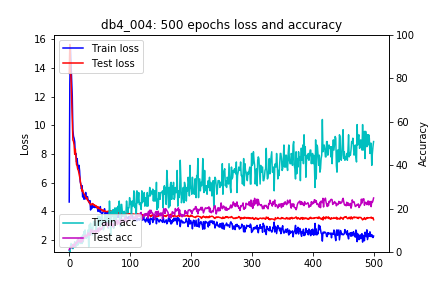 db4_004: 500 epochs loss and accuracy
Train loss
Test loss
Train acc
Test acc
Loss
Accuracy
16
14
12
10
8
6
4
2
100
80
60
40
20
0
0
100
200
300
400
500